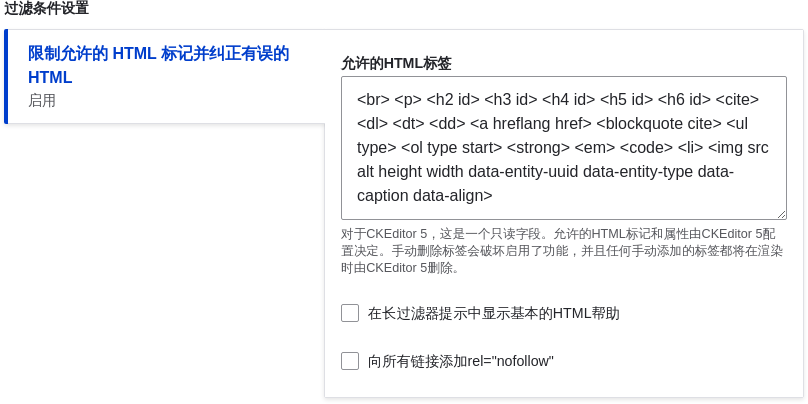 过滤条件设置
限制允许的 HTML 标记并纠正有误的
HTML
启用
允许的HTML标签
<br> <p> <h2 id> <h3 id> <h4 id> <h5 id> <h6 id> <cite>
<dl> <dt> <dd> <a hreflang href> <blockquote cite> <ul
type> <ol type start> <strong> <em> <code> <li> <img src
alt height width data-entity-uuid data-entity-type data-
caption data-align>
对于CKEditor 5，这是一个只读字段。允许的HTML标记和属性由CKEditor 5配
置决定。手动删除标签会破坏启用了功能，并且任何手动添加的标签都将在渲染
时由CKEditor 5删除。
在长过滤器提示中显示基本的HTML帮助
向所有链接添加rel="nofollow"